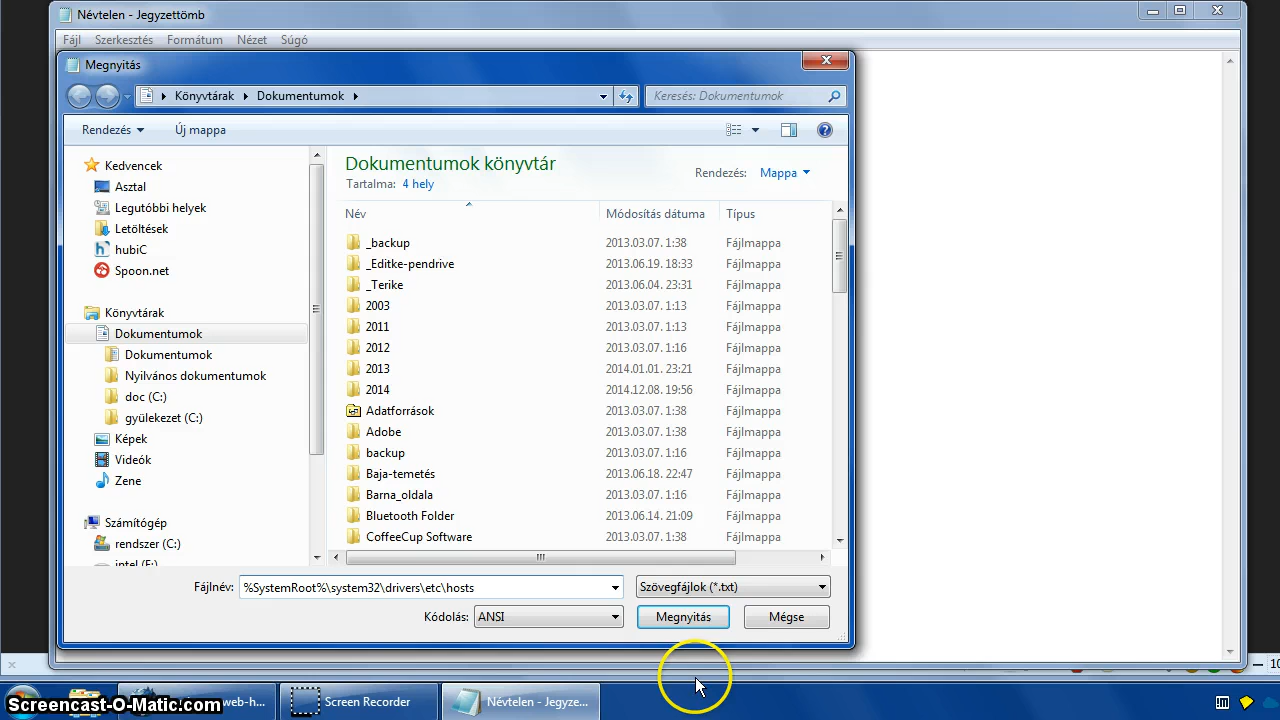 Névtelen - Jegyzettömb
Fájl Szerkesztés Formátum Nézet Súgó
Megnyitás
Könyvtárak Dokumentumok
Keresés: Dokumentumok
Rendezés Új mappa
Kedvencek
Asztal
Legutóbbi helyek
Letöltések
hubiC
Spoon.net
Könyvtárak
Dokumentumok
Dokumentumok
Nyilvános dokumentumok
doc (C:)
gyülekezet (C:)
Képek
Videók
Zene
Számítógép
rendszer (C:)
intel (E:)
Dokumentumok könyvtár
Tartalma: 4 hely
Rendezés: Mappa
Név Módosítás dátuma Típus
_backup 2013.03.07. 1:38 Fájlmappa
_Editke-pendrive 2013.06.19. 18:33 Fájlmappa
_Terike 2013.06.04. 23:31 Fájlmappa
2003 2013.03.07. 1:13 Fájlmappa
2011 2013.03.07. 1:13 Fájlmappa
2012 2013.03.07. 1:16 Fájlmappa
2013 2014.01.01. 23:21 Fájlmappa
2014 2014.12.08. 19:56 Fájlmappa
Adatforrások 2013.03.07. 1:38 Fájlmappa
Adobe 2013.03.07. 1:38 Fájlmappa
backup 2013.03.07. 1:16 Fájlmappa
Baja-temetés 2013.06.18. 22:47 Fájlmappa
Barna_oldala 2013.03.07. 1:16 Fájlmappa
Bluetooth Folder 2013.06.14. 21:09 Fájlmappa
CoffeeCup Software 2013.03.07. 1:38 Fájlmappa
Fájlnév: %SystemRoot%\system32\drivers\etc\hosts Szövegfájlok (*.txt)
Kódolás: ANSI Megnyitás Mégse
10
web-h...
Screen Recorder
Névtelen - Jegyze...
Screencast-O-Matic.com